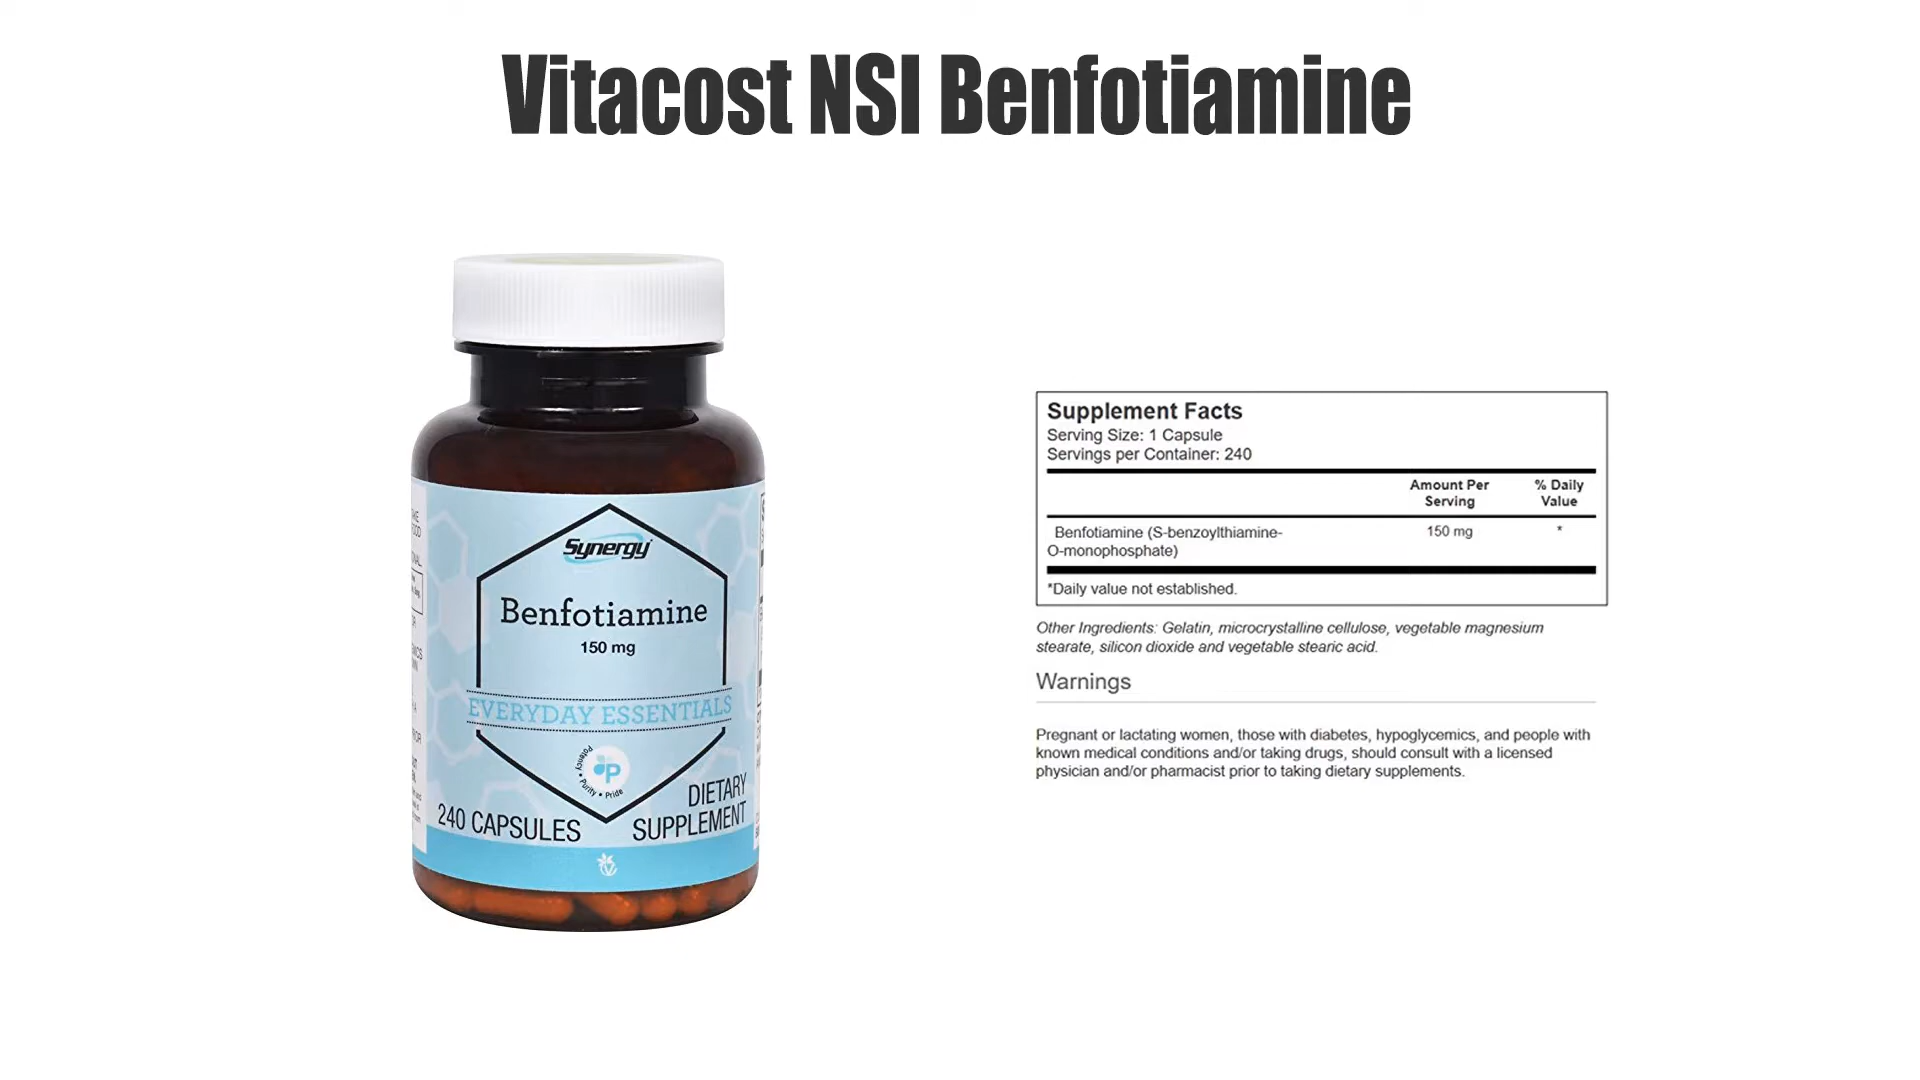 Vitacost NSI Benfotiamine
Synergy
Benfotiamine
150 mg
EVERYDAY ESSENTIALS
Potency • Purity • Pride
P
240 CAPSULES
DIETARY
SUPPLEMENT
Supplement Facts
Serving Size: 1 Capsule
Servings per Container: 240
Amount Per
Serving
% Daily
Value
Benfotiamine (S-benzoylthiamine-
O-monophosphate)
150 mg
*
*Daily value not established.
Other Ingredients: Gelatin, microcrystalline cellulose, vegetable magnesium
stearate, silicon dioxide and vegetable stearic acid.
Warnings
Pregnant or lactating women, those with diabetes, hypoglycemics, and people with
known medical conditions and/or taking drugs, should consult with a licensed
physician and/or pharmacist prior to taking dietary supplements.